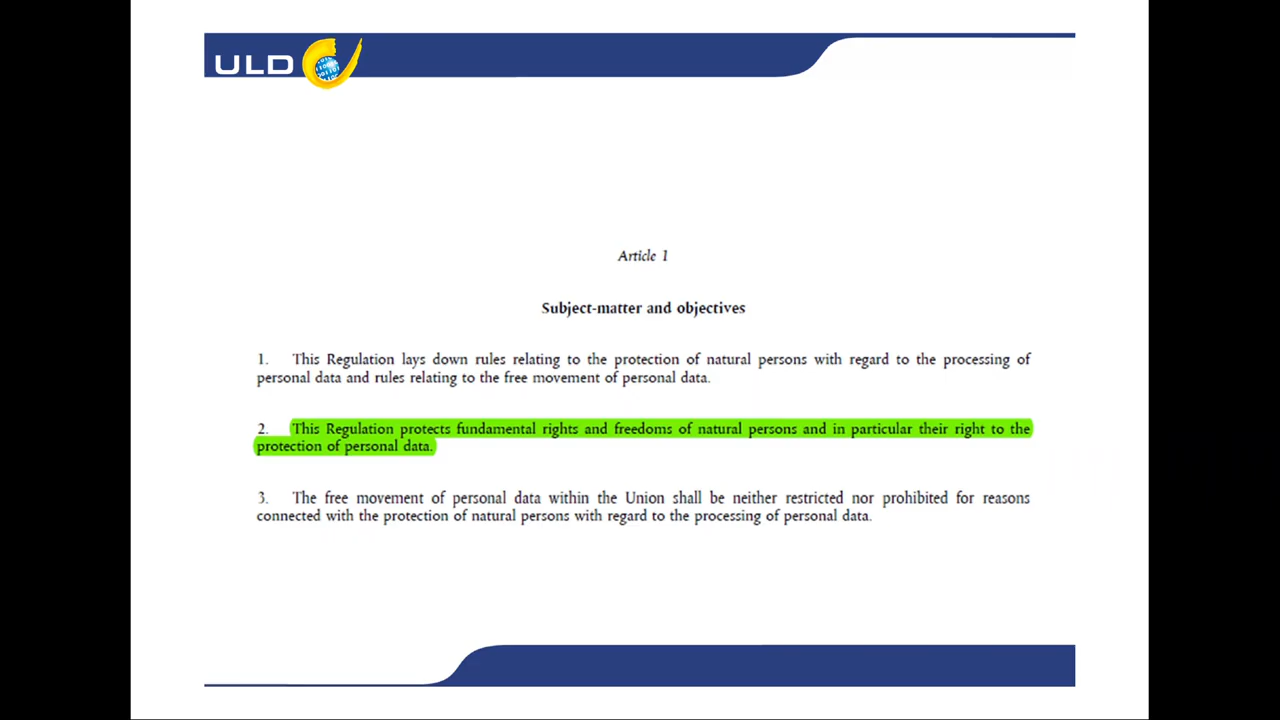 ULD
Article 1
Subject-matter and objectives
1. This Regulation lays down rules relating to the protection of natural persons with regard to the processing of
personal data and rules relating to the free movement of personal data.
2. This Regulation protects fundamental rights and freedoms of natural persons and in particular their right to the
protection of personal data.
3. The free movement of personal data within the Union shall be neither restricted nor prohibited for reasons
connected with the protection of natural persons with regard to the processing of personal data.